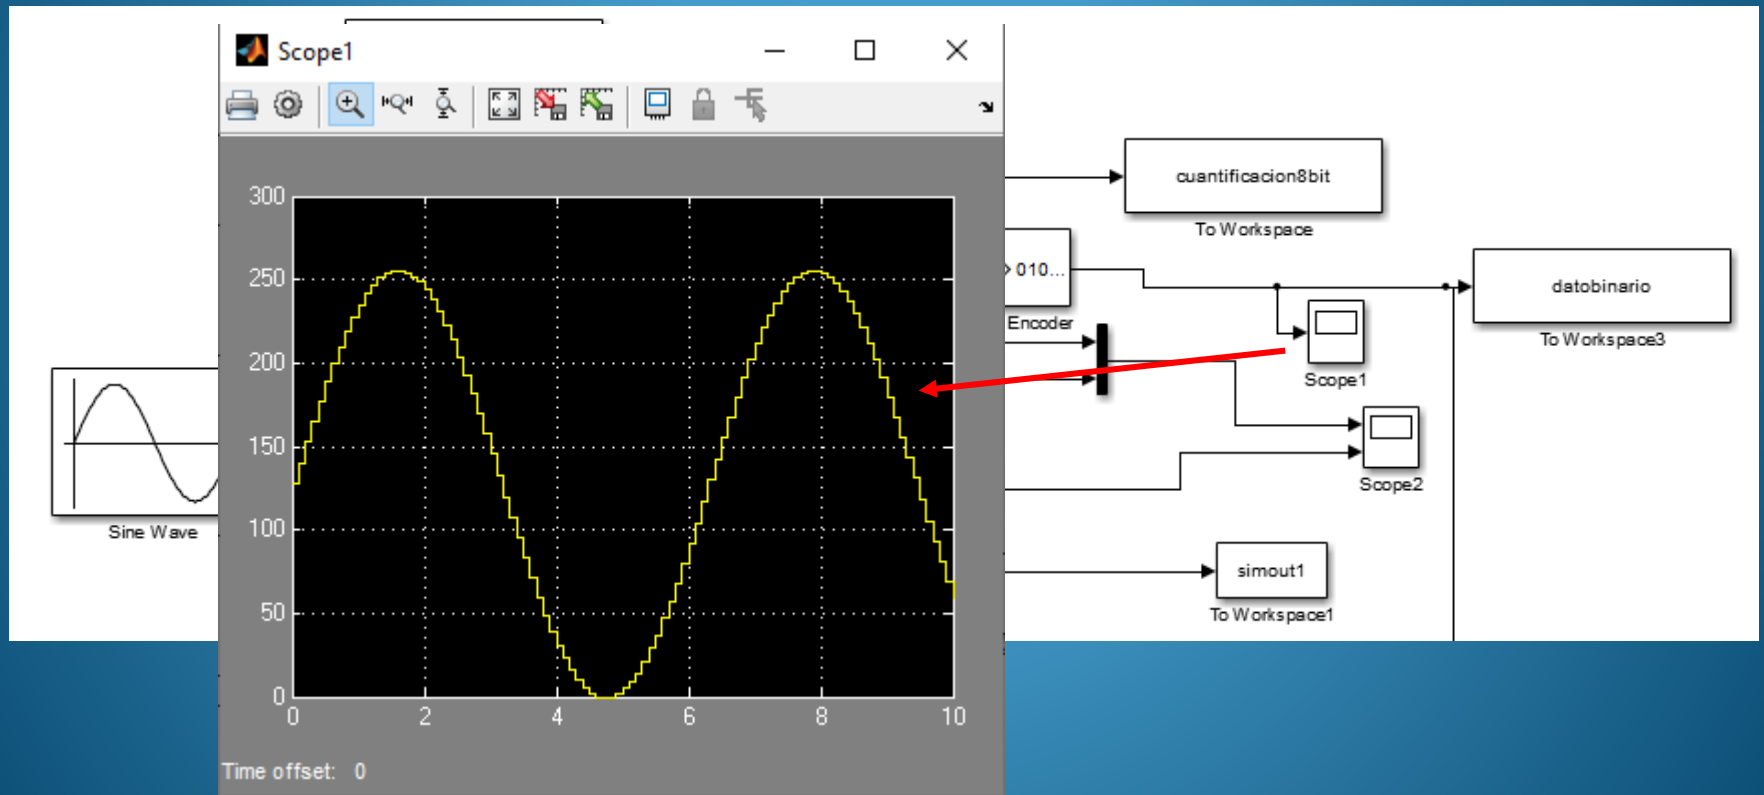 Scope1
300
250
200
150
100
50
0
0 2 4 6 8 10
Time offset: 0
Sine Wave
cuantificacion8bit
To Workspace
010...
Encoder
datobinario
To Workspace3
Scope1
Scope2
simout1
To Workspace1